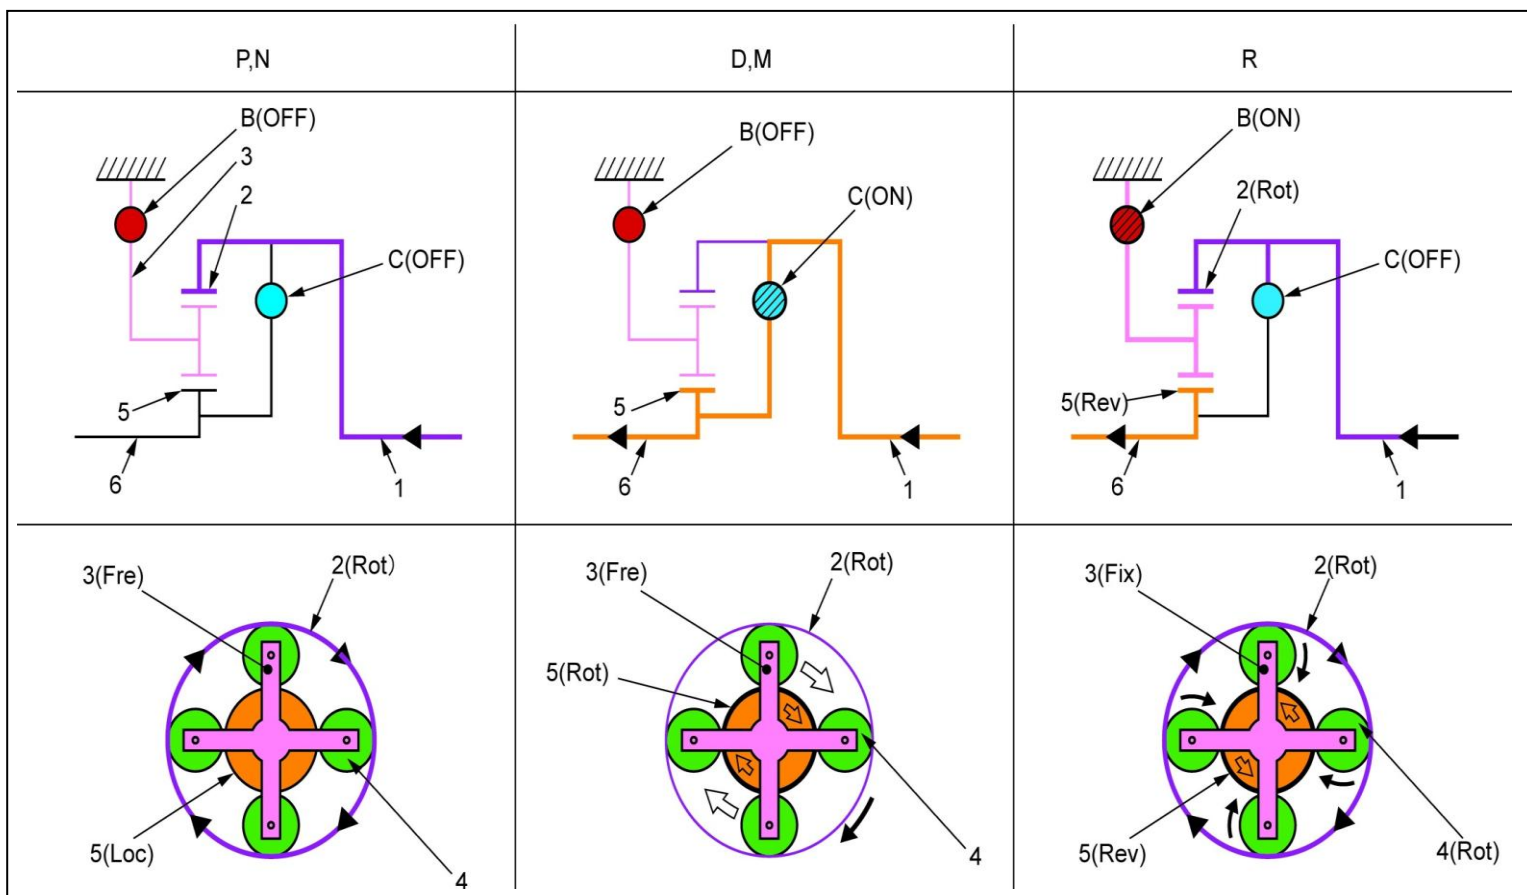 P,N
D,M
R
B(OFF)
3
2
C(OFF)
5
6
1
B(OFF)
C(ON)
5
6
1
B(ON)
2(Rot)
C(OFF)
5(Rev)
6
1
3(Fre)
2(Rot)
5(Loc)
4
3(Fre)
2(Rot)
5(Rot)
4
3(Fix)
2(Rot)
5(Rev)
4(Rot)